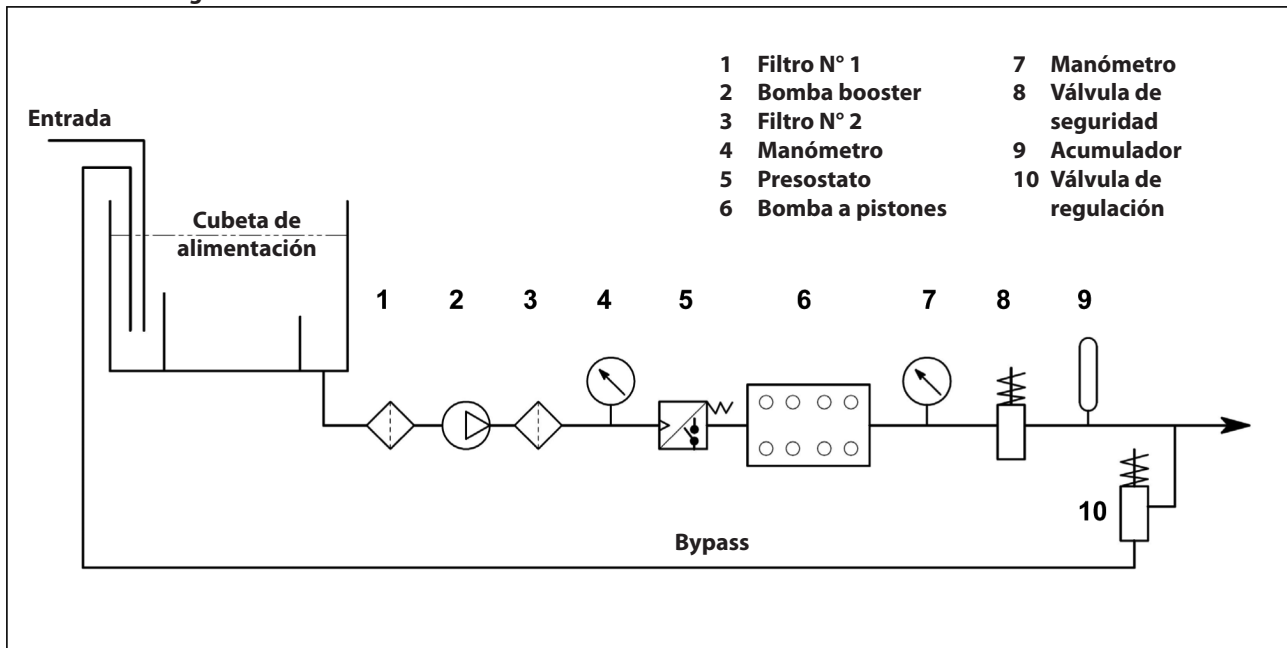 1 Filtro N° 1
2 Bomba booster
3 Filtro N° 2
4 Manómetro
5 Presostato
6 Bomba a pistones
7 Manómetro
8 Válvula de
seguridad
9 Acumulador
10 Válvula de
regulación
Entrada
Cubeta de
alimentación
1 2 3 4 5 6 7 8 9
10
Bypass